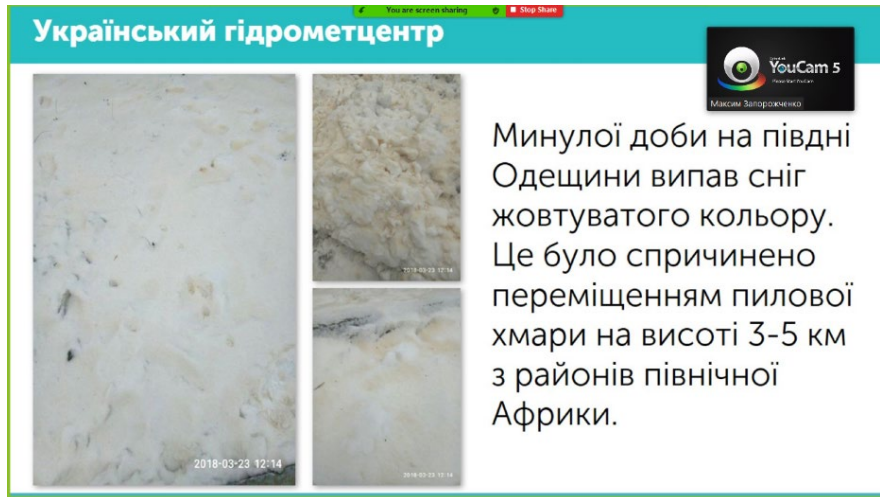 You are screen sharing
Stop Share
Український гідрометцентр
YouCam 5
Максим Запорожченко
Минулої доби на півдні
Одещини випав сніг
жовтуватого кольору.
Це було спричинено
переміщенням пилової
хмари на висоті 3-5 км
з районів північної
Африки.
2018-03-23 12:14
2018-03-23 12:14
2018-03-23 12:14